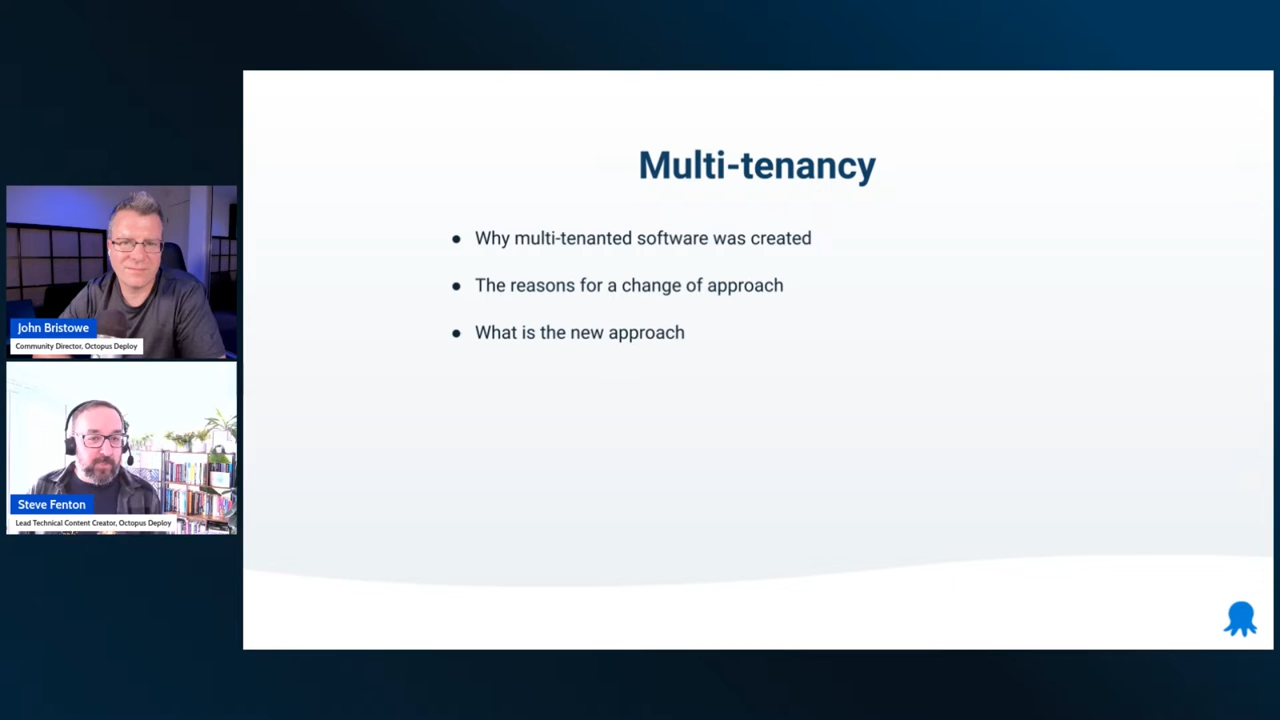 Multi-tenancy
● Why multi-tenanted software was created
● The reasons for a change of approach
● What is the new approach
John Bristowe
Community Director, Octopus Deploy
Steve Fenton
Lead Technical Content Creator, Octopus Deploy